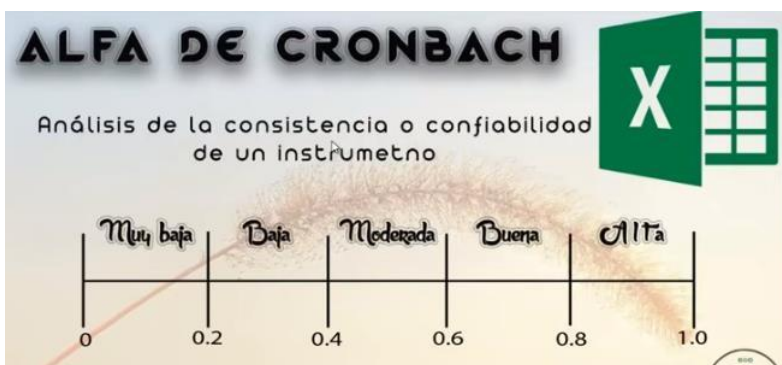 ALFA DE CRONBACH
X
Análisis de la consistencia o confiabilidad
de un instrumetno
Muy baja Baja Moderada Buena Alta
0 0.2 0.4 0.6 0.8 1.0